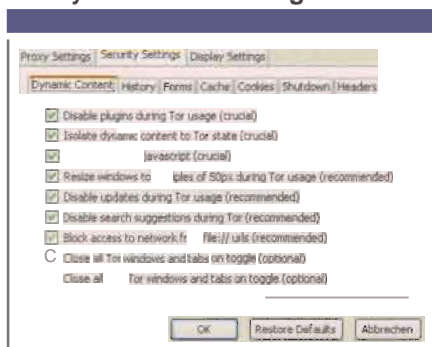 Proxy Settings Security Settings Display Settings
Dynamic Content History Forms Cache Cookies Shutdown Headers
Disable plugins during Tor usage (crucial)
Isolate dynamic content to Tor state (crucial)
javascript (crucial)
Resize windows to iples of 50px during Tor usage (recommended)
Disable updates during Tor usage (recommended)
Disable search suggestions during Tor (recommended)
Block access to network fr file:// urls (recommended)
C Close all Tor windows and tabs on toggle (optional)
Close all Tor windows and tabs on toggle (optional)
OK Restore Defaults Abbrechen